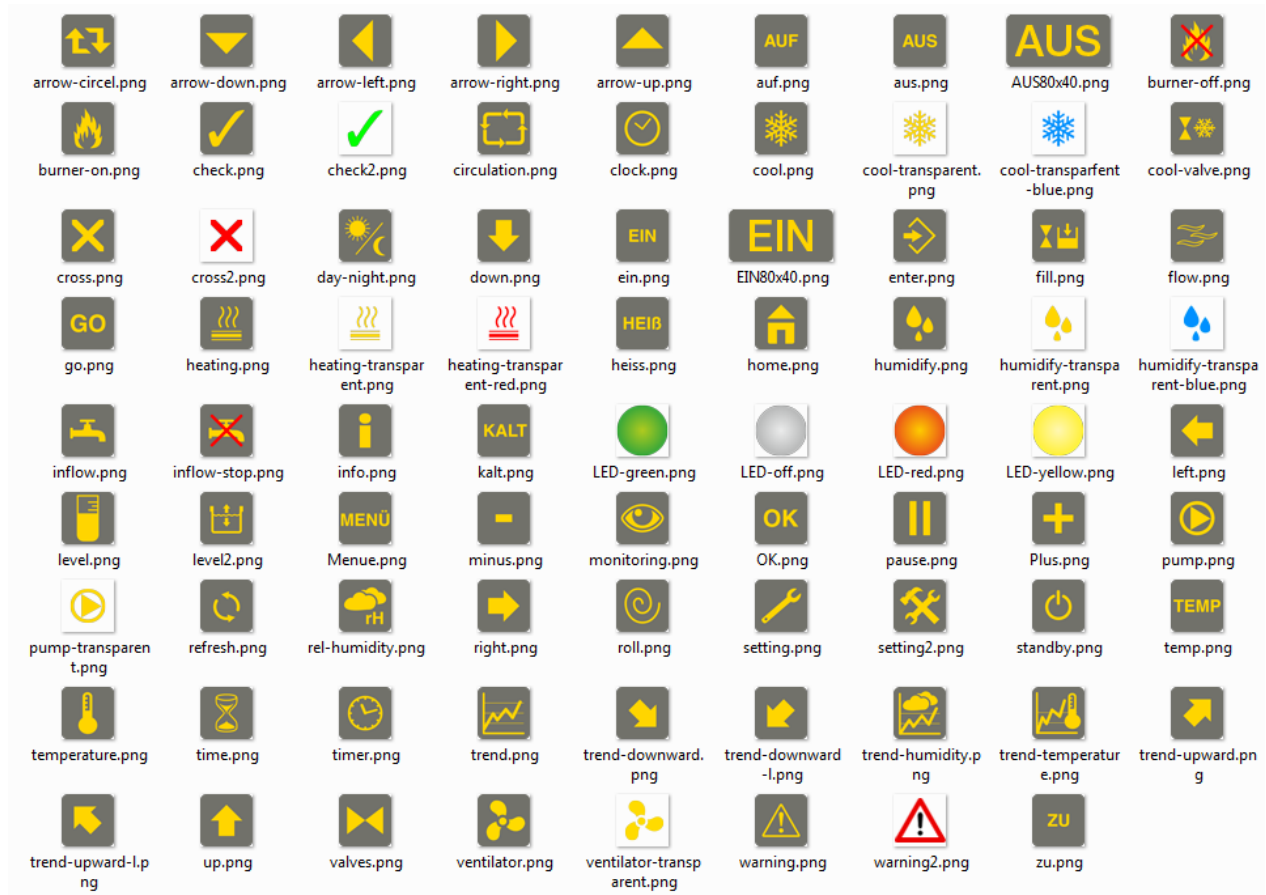 AUF AUS AUS
arrow-circel.png arrow-down.png arrow-left.png arrow-right.png arrow-up.png auf.png aus.png AUS80x40.png burner-off.png
burner-on.png check.png check2.png circulation.png clock.png cool.png cool-transparent. cool-transparfent cool-valve.png
png -blue.png
EIN EIN
cross.png cross2.png day-night.png down.png ein.png EIN80x40.png enter.png fill.png flow.png
GO HEIß
go.png heating.png heating-transpar heating-transpar heiss.png home.png humidify.png humidify-transpa humidify-transpa
ent.png ent-red.png rent.png rent-blue.png
KALT
inflow.png inflow-stop.png info.png kalt.png LED-green.png LED-off.png LED-red.png LED-yellow.png left.png
MENÜ OK
level.png level2.png Menue.png minus.png monitoring.png OK.png pause.png Plus.png pump.png
rH TEMP
pump-transparen refresh.png rel-humidity.png right.png roll.png setting.png setting2.png standby.png temp.png
t.png
temperature.png time.png timer.png trend.png trend-downward. trend-downward trend-humidity.p trend-temperatur trend-upward.pn
png -l.png ng e.png g
ZU
trend-upward-l.p up.png valves.png ventilator.png ventilator-transp warning.png warning2.png zu.png
ng arent.png